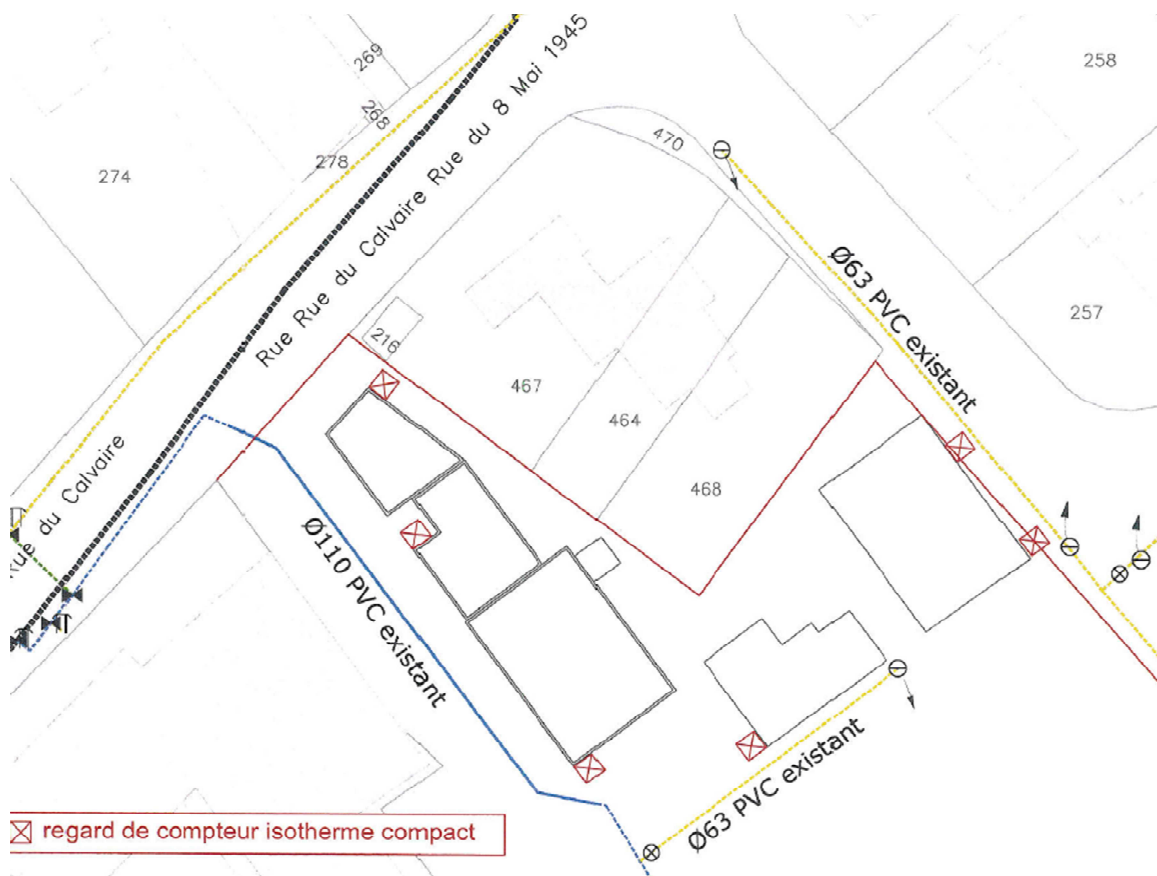 269
268
258
274
278
470
Rue du Calvaire
Rue Rue du Calvaire Rue du 8 Mai 1945
Ø63 PVC existant
257
216
467
464
468
Ø110 PVC existant
Ø63 PVC existant
regard de compteur isotherme compact